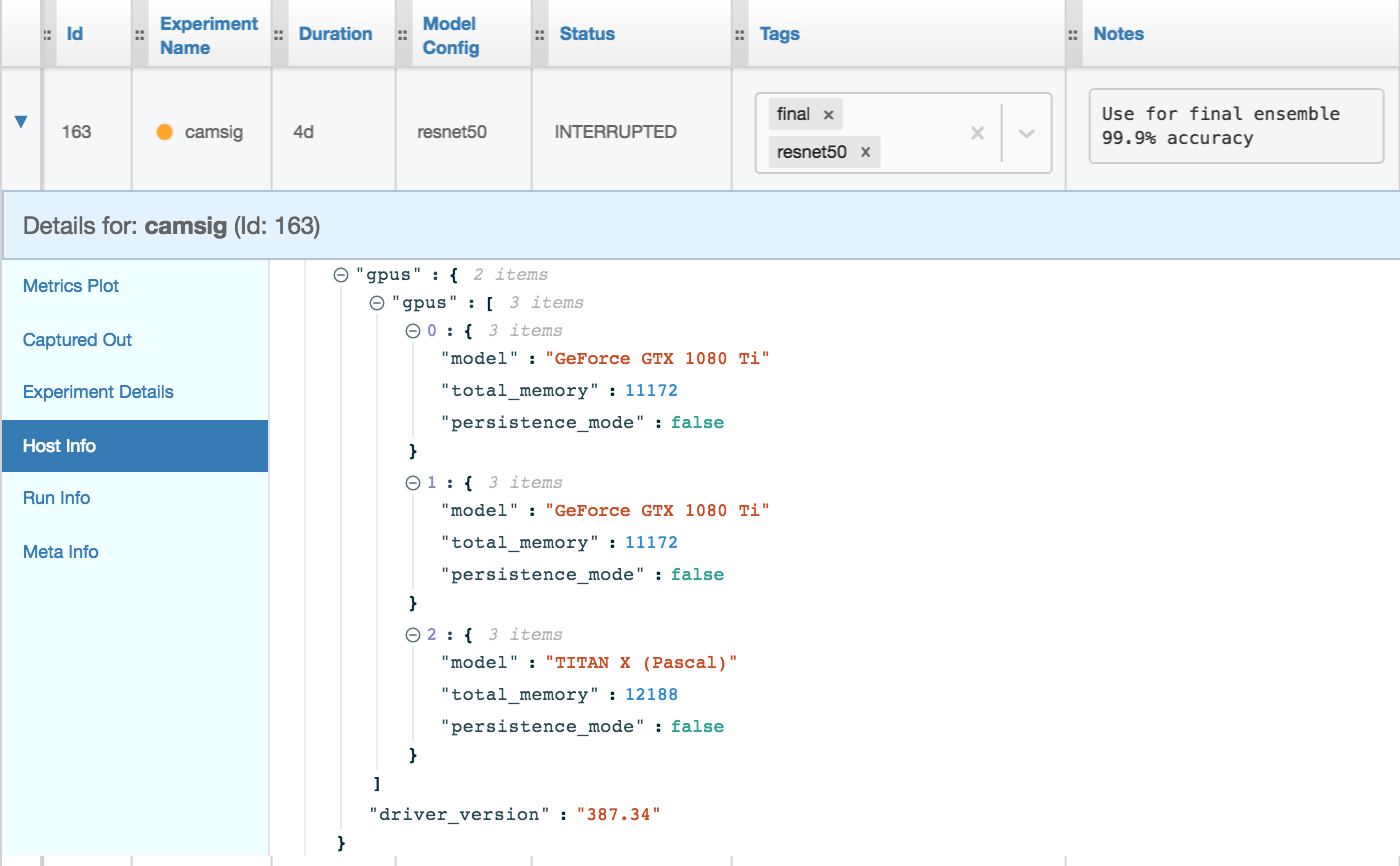 Id
Experiment Name
Duration
Model Config
Status
Tags
Notes
163
camsig
4d
resnet50
INTERRUPTED
final ×
resnet50 ×
Use for final ensemble
99.9% accuracy
Details for: camsig (Id: 163)
Metrics Plot
Captured Out
Experiment Details
Host Info
Run Info
Meta Info
"gpus" : { 2 items
"gpus" : [ 3 items
0 : { 3 items
"model" : "GeForce GTX 1080 Ti"
"total_memory" : 11172
"persistence_mode" : false
}
1 : { 3 items
"model" : "GeForce GTX 1080 Ti"
"total_memory" : 11172
"persistence_mode" : false
}
2 : { 3 items
"model" : "TITAN X (Pascal)"
"total_memory" : 12188
"persistence_mode" : false
}
]
"driver_version" : "387.34"
}